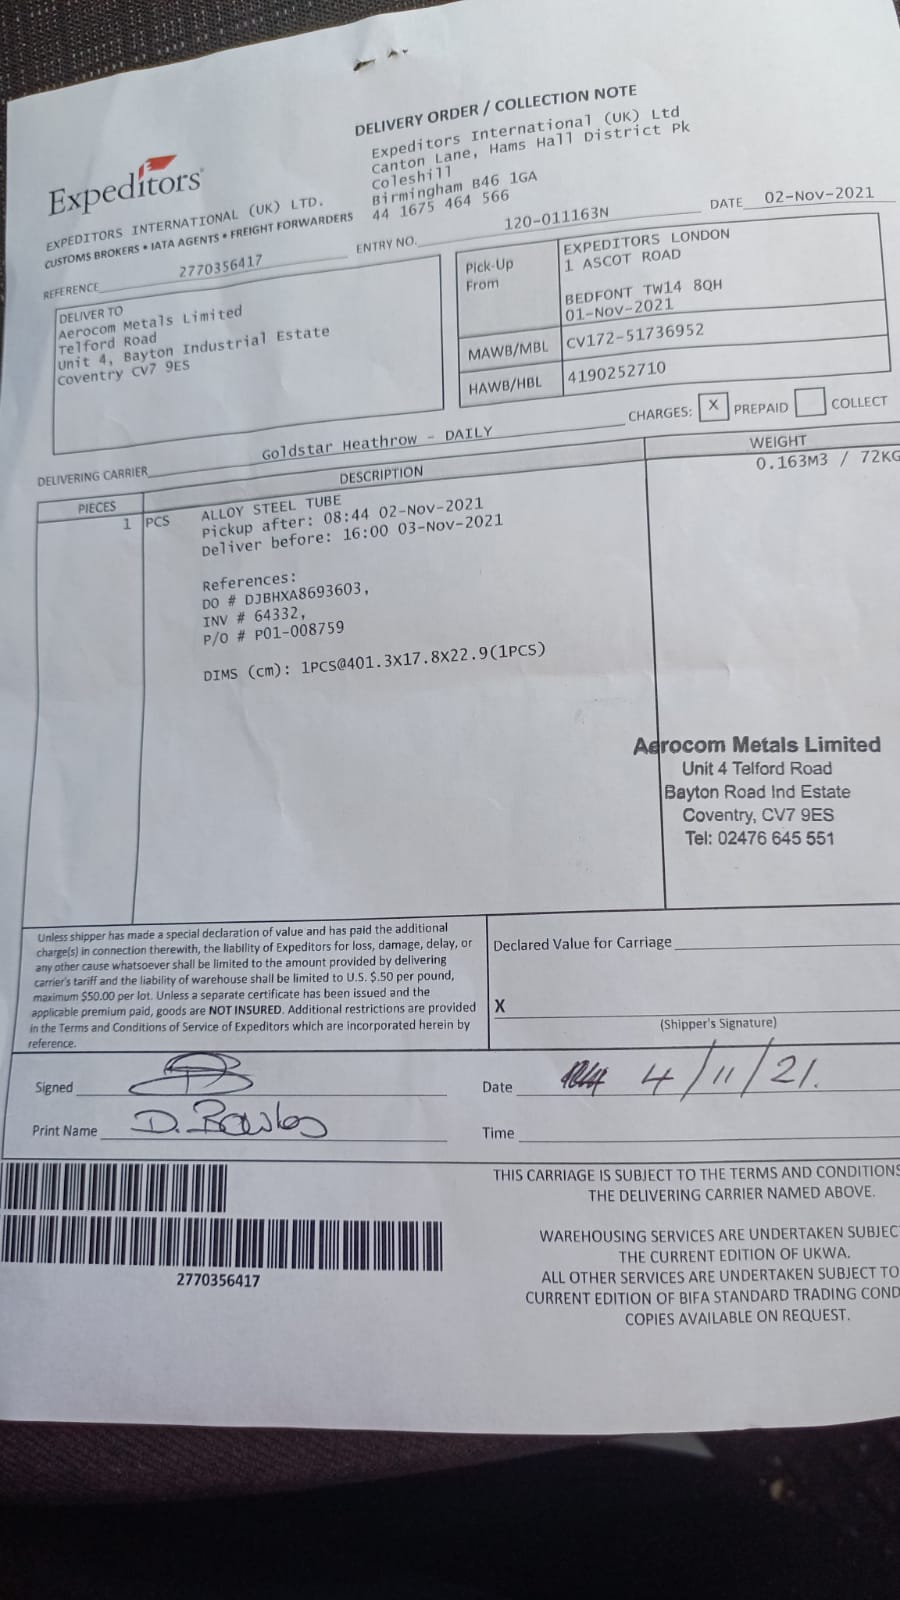 DELIVERY ORDER / COLLECTION NOTE
Expeditors International (UK) Ltd
Canton Lane, Hams Hall District Pk
Coleshill
Birmingham B46 1GA
44 1675 464 566
Expeditors
EXPEDITORS INTERNATIONAL (UK) LTD.
CUSTOMS BROKERS • IATA AGENTS • FREIGHT FORWARDERS
REFERENCE 2770356417
ENTRY NO. 120-011163N
DATE 02-Nov-2021
DELIVER TO
Aerocom Metals Limited
Telford Road
Unit 4, Bayton Industrial Estate
Coventry CV7 9ES
Pick-Up From
EXPEDITORS LONDON
1 ASCOT ROAD
BEDFONT TW14 8QH
01-Nov-2021
MAWB/MBL CV172-51736952
HAWB/HBL 4190252710
CHARGES: X PREPAID COLLECT
DELIVERING CARRIER Goldstar Heathrow - DAILY
PIECES DESCRIPTION WEIGHT
1 PCS ALLOY STEEL TUBE 0.163M3 / 72KG
Pickup after: 08:44 02-Nov-2021
Deliver before: 16:00 03-Nov-2021
References:
DO # DJBHXA8693603,
INV # 64332,
P/O # P01-008759
DIMS (cm): 1PCS@401.3X17.8X22.9(1PCS)
Aerocom Metals Limited
Unit 4 Telford Road
Bayton Road Ind Estate
Coventry, CV7 9ES
Tel: 02476 645 551
Unless shipper has made a special declaration of value and has paid the additional
charge(s) in connection therewith, the liability of Expeditors for loss, damage, delay, or
any other cause whatsoever shall be limited to the amount provided by delivering
carrier's tariff and the liability of warehouse shall be limited to U.S. $.50 per pound,
maximum $50.00 per lot. Unless a separate certificate has been issued and the
applicable premium paid, goods are NOT INSURED. Additional restrictions are provided
in the Terms and Conditions of Service of Expeditors which are incorporated herein by
reference.
Declared Value for Carriage
X
(Shipper's Signature)
Signed
Date 4/11/21.
Print Name D. Bowles
Time
THIS CARRIAGE IS SUBJECT TO THE TERMS AND CONDITIONS
THE DELIVERING CARRIER NAMED ABOVE.
WAREHOUSING SERVICES ARE UNDERTAKEN SUBJEC
THE CURRENT EDITION OF UKWA.
ALL OTHER SERVICES ARE UNDERTAKEN SUBJECT TO
CURRENT EDITION OF BIFA STANDARD TRADING COND
COPIES AVAILABLE ON REQUEST.
2770356417